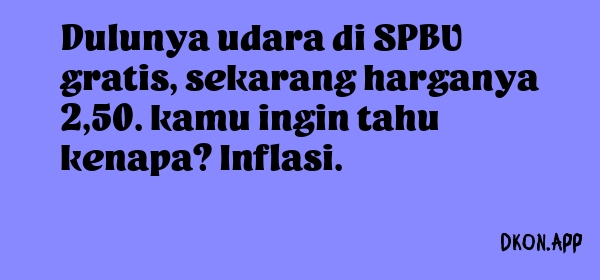 Dulunya udara di SPBU
gratis, sekarang harganya
2,50. kamu ingin tahu
kenapa? Inflasi.
DKON.APP